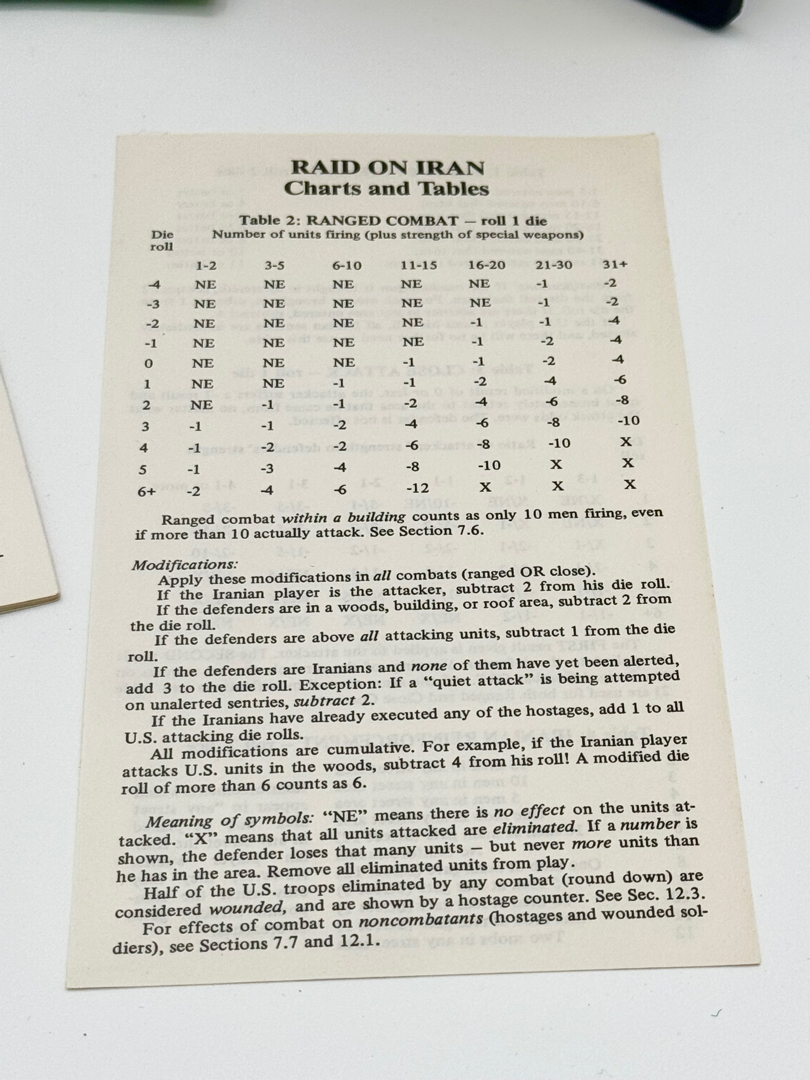 RAID ON IRAN
Charts and Tables
Table 2: RANGED COMBAT — roll 1 die
Die Number of units firing (plus strength of special weapons)
roll
1-2 3-5 6-10 11-15 16-20 21-30 31+
-4 NE NE NE NE NE -1 -2
-3 NE NE NE NE NE -1 -2
-2 NE NE NE NE -1 -1 -4
-1 NE NE NE NE -1 -2 -4
0 NE NE NE -1 -1 -2 -4
1 NE NE -1 -1 -2 -4 -6
2 NE -1 -1 -2 -4 -6 -8
3 -1 -1 -2 -4 -6 -8 -10
4 -1 -2 -2 -6 -8 -10 X
5 -1 -3 -4 -8 -10 X X
6+ -2 -4 -6 -12 X X X
Ranged combat within a building counts as only 10 men firing, even
if more than 10 actually attack. See Section 7.6.
Modifications:
Apply these modifications in all combats (ranged OR close).
If the Iranian player is the attacker, subtract 2 from his die roll.
If the defenders are in a woods, building, or roof area, subtract 2 from
the die roll.
If the defenders are above all attacking units, subtract 1 from the die
roll.
If the defenders are Iranians and none of them have yet been alerted,
add 3 to the die roll. Exception: If a “quiet attack” is being attempted
on unalerted sentries, subtract 2.
If the Iranians have already executed any of the hostages, add 1 to all
U.S. attacking die rolls.
All modifications are cumulative. For example, if the Iranian player
attacks U.S. units in the woods, subtract 4 from his roll! A modified die
roll of more than 6 counts as 6.
Meaning of symbols: “NE” means there is no effect on the units at-
tacked. “X” means that all units attacked are eliminated. If a number is
shown, the defender loses that many units — but never more units than
he has in the area. Remove all eliminated units from play.
Half of the U.S. troops eliminated by any combat (round down) are
considered wounded, and are shown by a hostage counter. See Sec. 12.3.
For effects of combat on noncombatants (hostages and wounded sol-
diers), see Sections 7.7 and 12.1.